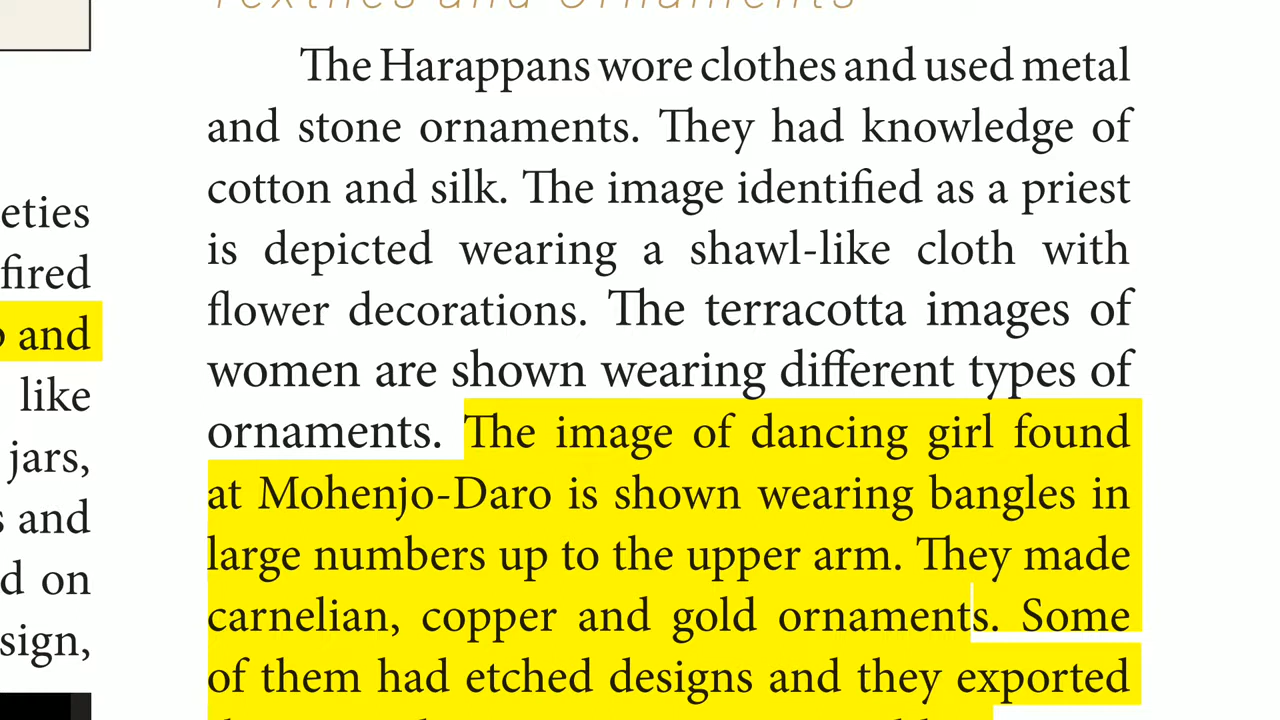 eties
fired
and
like
jars,
and
d on
sign,
Textiles and Ornaments
The Harappans wore clothes and used metal
and stone ornaments. They had knowledge of
cotton and silk. The image identified as a priest
is depicted wearing a shawl-like cloth with
flower decorations. The terracotta images of
women are shown wearing different types of
ornaments. The image of dancing girl found
at Mohenjo-Daro is shown wearing bangles in
large numbers up to the upper arm. They made
carnelian, copper and gold ornaments. Some
of them had etched designs and they exported